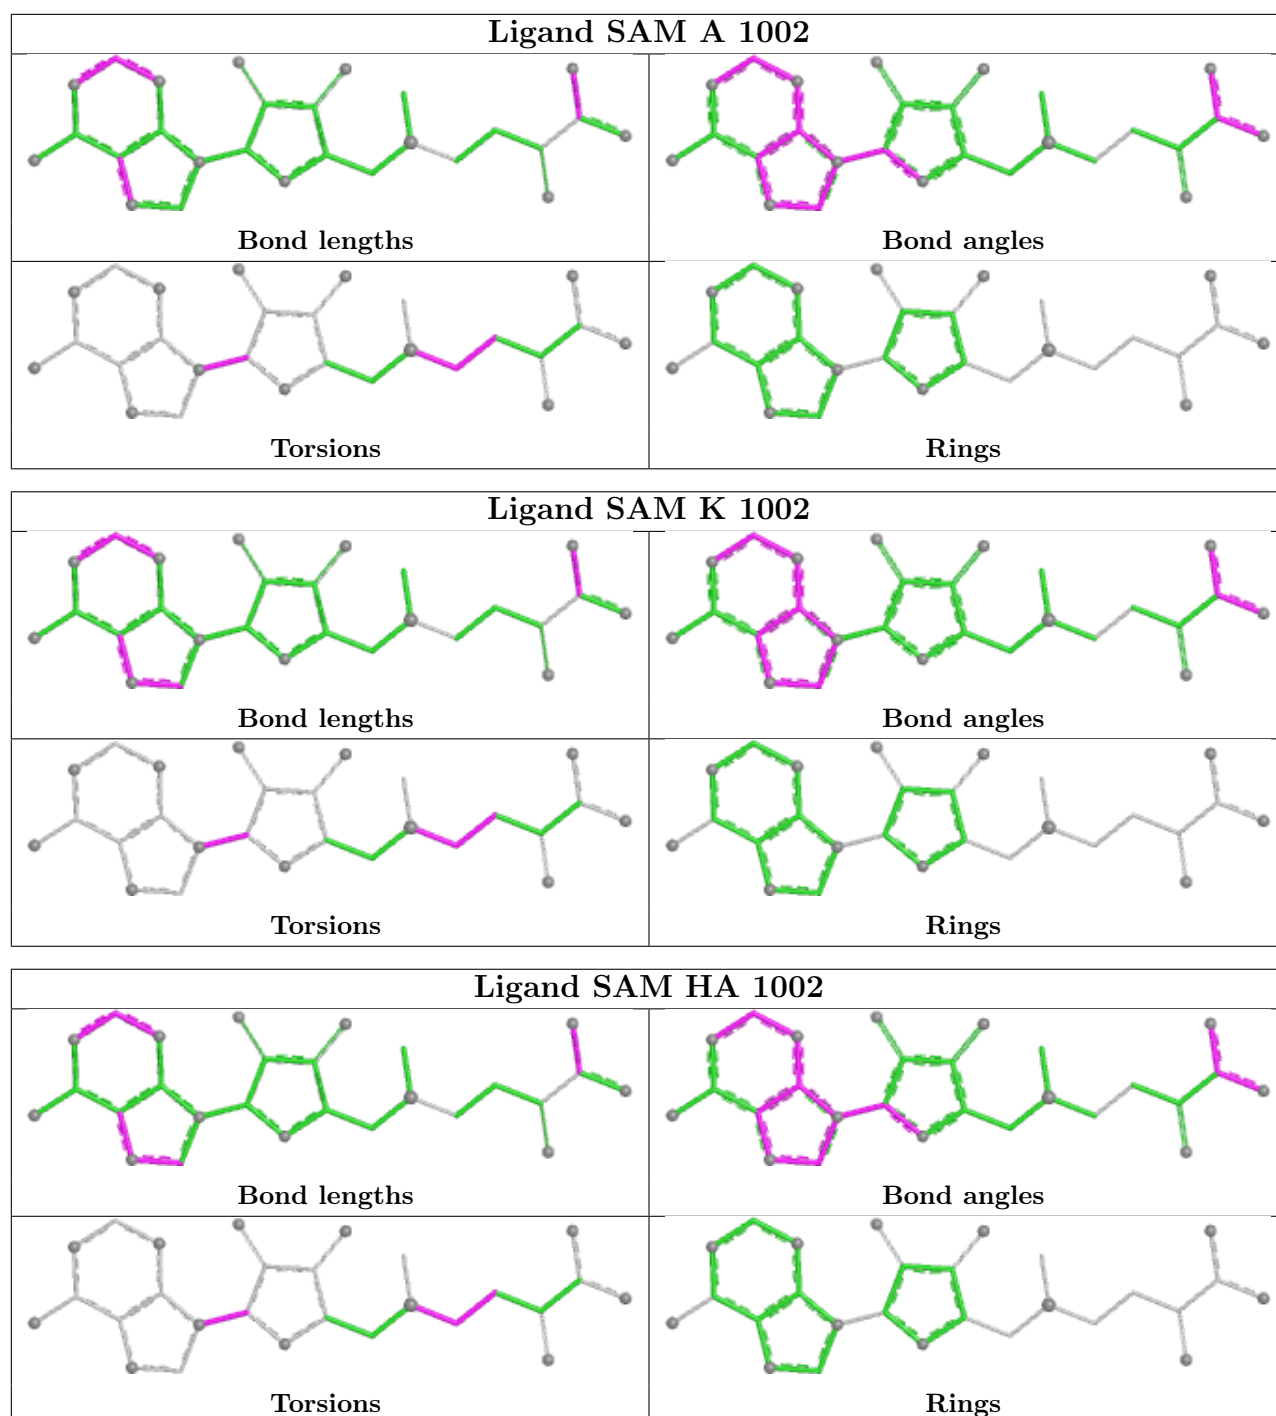 Ligand SAM A 1002
Bond lengths
Bond angles
Torsions
Rings
Ligand SAM K 1002
Bond lengths
Bond angles
Torsions
Rings
Ligand SAM HA 1002
Bond lengths
Bond angles
Torsions
Rings